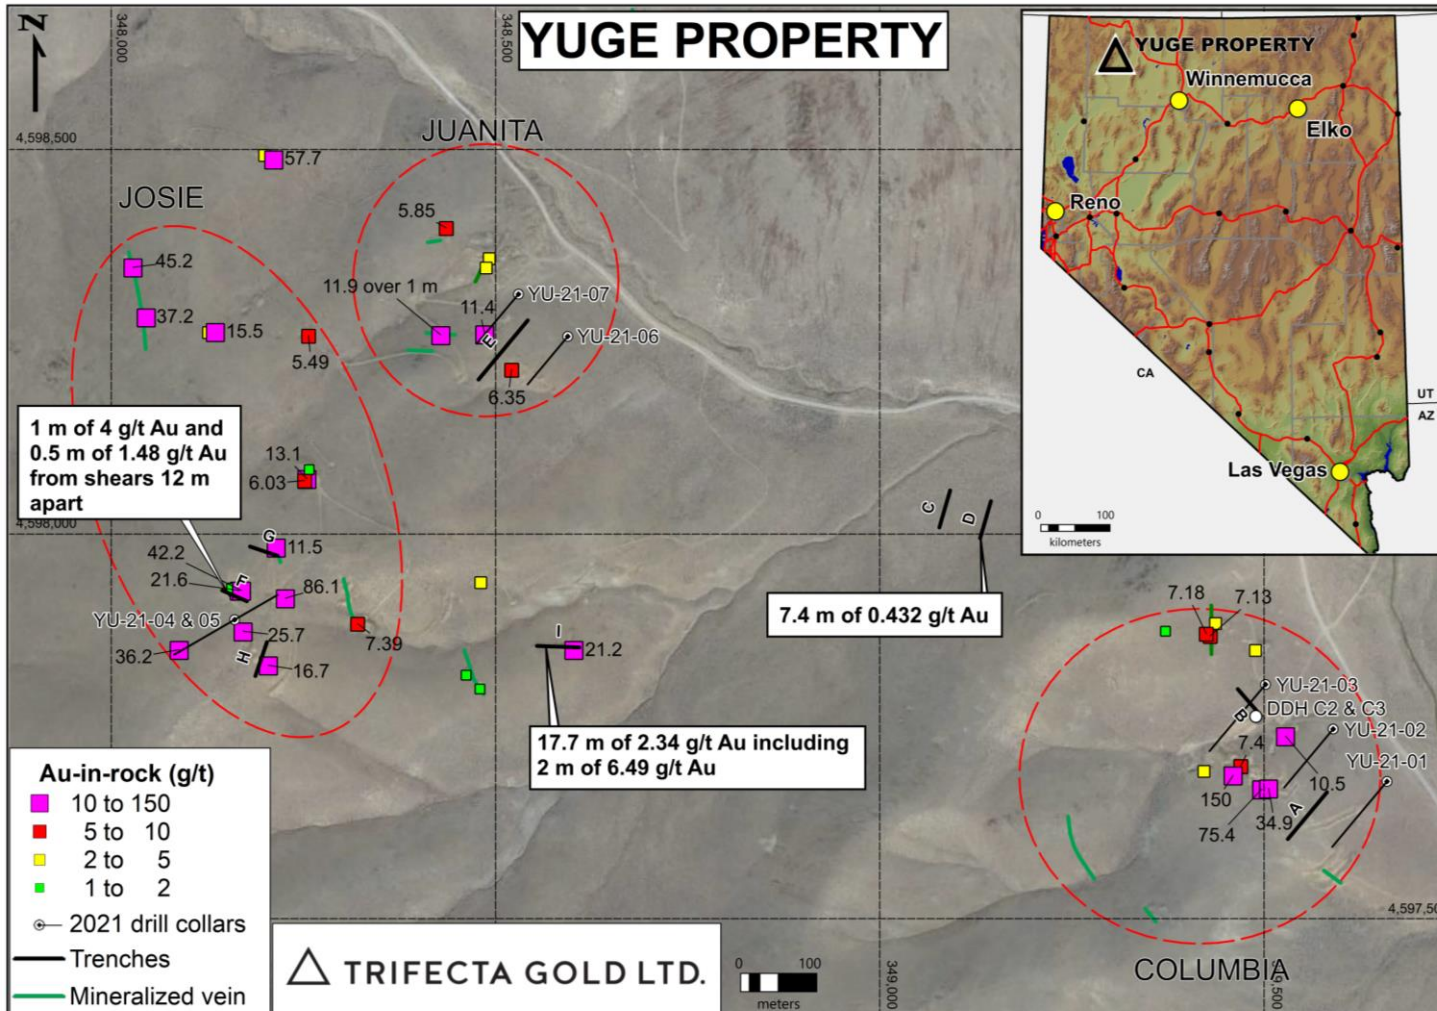 N
348,000
348,500
YUGE PROPERTY
YUGE PROPERTY
Winnemucca
Elko
Reno
CA
UT
AZ
Las Vegas
0 100
kilometers
4,598,500
JUANITA
57.7
JOSIE
5.85
45.2
11.9 over 1 m
11.4
YU-21-07
37.2
15.5
E
YU-21-06
5.49
6.35
1 m of 4 g/t Au and
0.5 m of 1.48 g/t Au
from shears 12 m
apart
13.1
6.03
C
D
4,598,000
G
11.5
42.2
21.6
F
86.1
7.4 m of 0.432 g/t Au
7.18
7.13
YU-21-04 & 05
25.7
7.39
I
21.2
36.2
H
16.7
YU-21-03
B
DDH C2 & C3
YU-21-02
17.7 m of 2.34 g/t Au including
2 m of 6.49 g/t Au
7.4
YU-21-01
150
10.5
75.4
34.9
A
Au-in-rock (g/t)
10 to 150
5 to 10
2 to 5
1 to 2
2021 drill collars
Trenches
Mineralized vein
4,597,50
TRIFECTA GOLD LTD.
0 100
meters
349,000
COLUMBIA